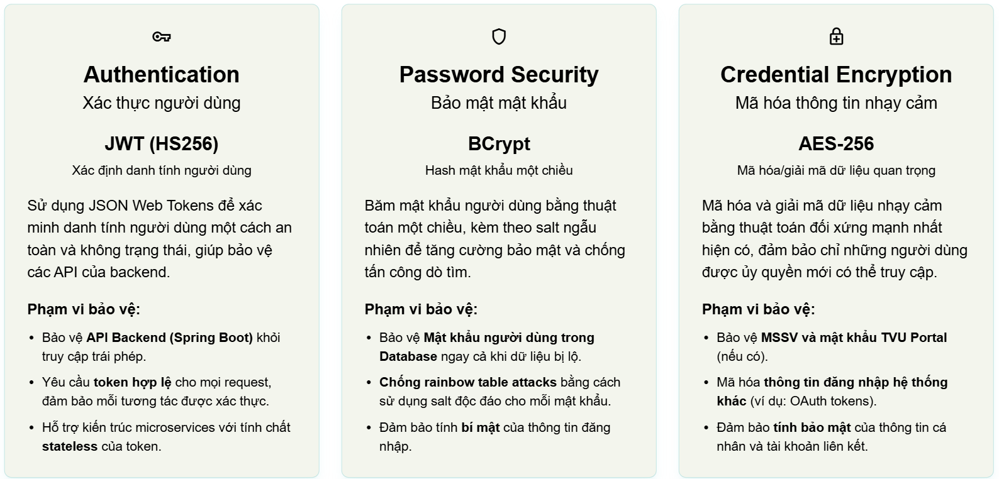 Authentication
Xác thực người dùng
JWT (HS256)
Xác định danh tính người dùng
Sử dụng JSON Web Tokens để xác
minh danh tính người dùng một cách an
toàn và không trạng thái, giúp bảo vệ
các API của backend.
Phạm vi bảo vệ:
• Bảo vệ API Backend (Spring Boot) khỏi
truy cập trái phép.
• Yêu cầu token hợp lệ cho mọi request,
đảm bảo mỗi tương tác được xác thực.
• Hỗ trợ kiến trúc microservices với tính chất
stateless của token.
Password Security
Bảo mật mật khẩu
BCrypt
Hash mật khẩu một chiều
Băm mật khẩu người dùng bằng thuật
toán một chiều, kèm theo salt ngẫu
nhiên để tăng cường bảo mật và chống
tấn công dò tìm.
Phạm vi bảo vệ:
• Bảo vệ Mật khẩu người dùng trong
Database ngay cả khi dữ liệu bị lộ.
• Chống rainbow table attacks bằng cách
sử dụng salt độc đáo cho mỗi mật khẩu.
• Đảm bảo tính bí mật của thông tin đăng
nhập.
Credential Encryption
Mã hóa thông tin nhạy cảm
AES-256
Mã hóa/giải mã dữ liệu quan trọng
Mã hóa và giải mã dữ liệu nhạy cảm
bằng thuật toán đối xứng mạnh nhất
hiện có, đảm bảo chỉ những người dùng
được ủy quyền mới có thể truy cập.
Phạm vi bảo vệ:
• Bảo vệ MSSV và mật khẩu TVU Portal
(nếu có).
• Mã hóa thông tin đăng nhập hệ thống
khác (ví dụ: OAuth tokens).
• Đảm bảo tính bảo mật của thông tin cá
nhân và tài khoản liên kết.